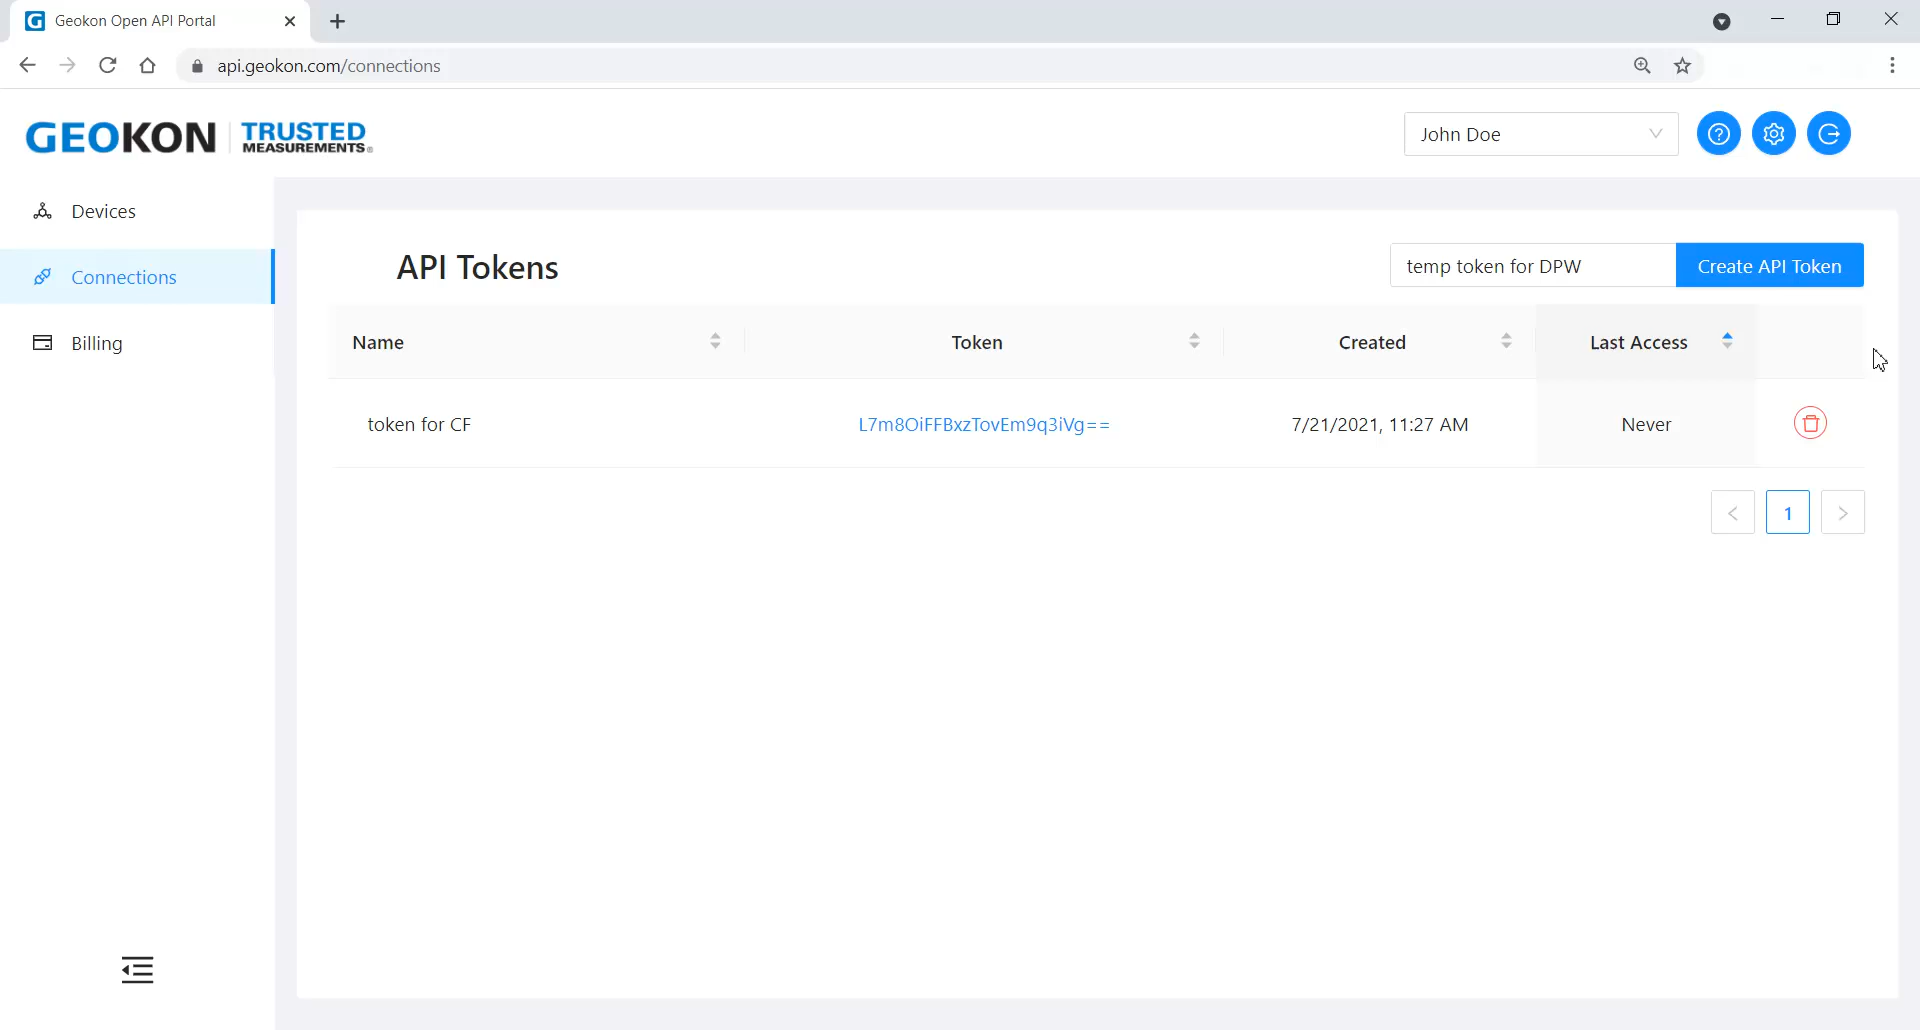 Geokon Open API Portal
api.geokon.com/connections
GEOKON TRUSTED MEASUREMENTS®
John Doe
Devices
Connections
Billing
API Tokens
temp token for DPW
Create API Token
Name Token Created Last Access
token for CF L7m8OiFFBxzTovEm9q3iVg== 7/21/2021, 11:27 AM Never
1